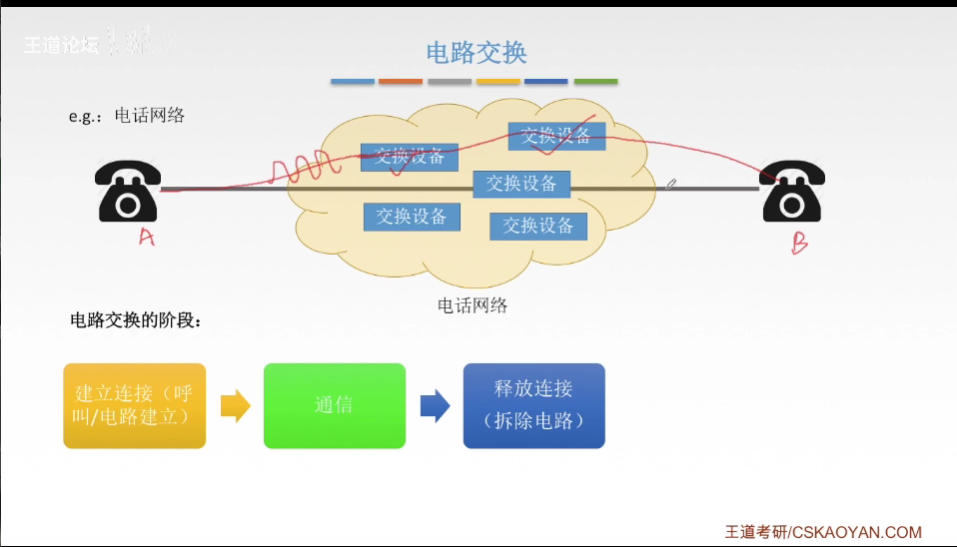 王道论坛
电路交换
e.g.：电话网络
交换设备
交换设备
交换设备
交换设备
交换设备
A
B
电话网络
电路交换的阶段：
建立连接（呼
叫/电路建立）
通信
释放连接
（拆除电路）
王道考研/CSKAOYAN.COM